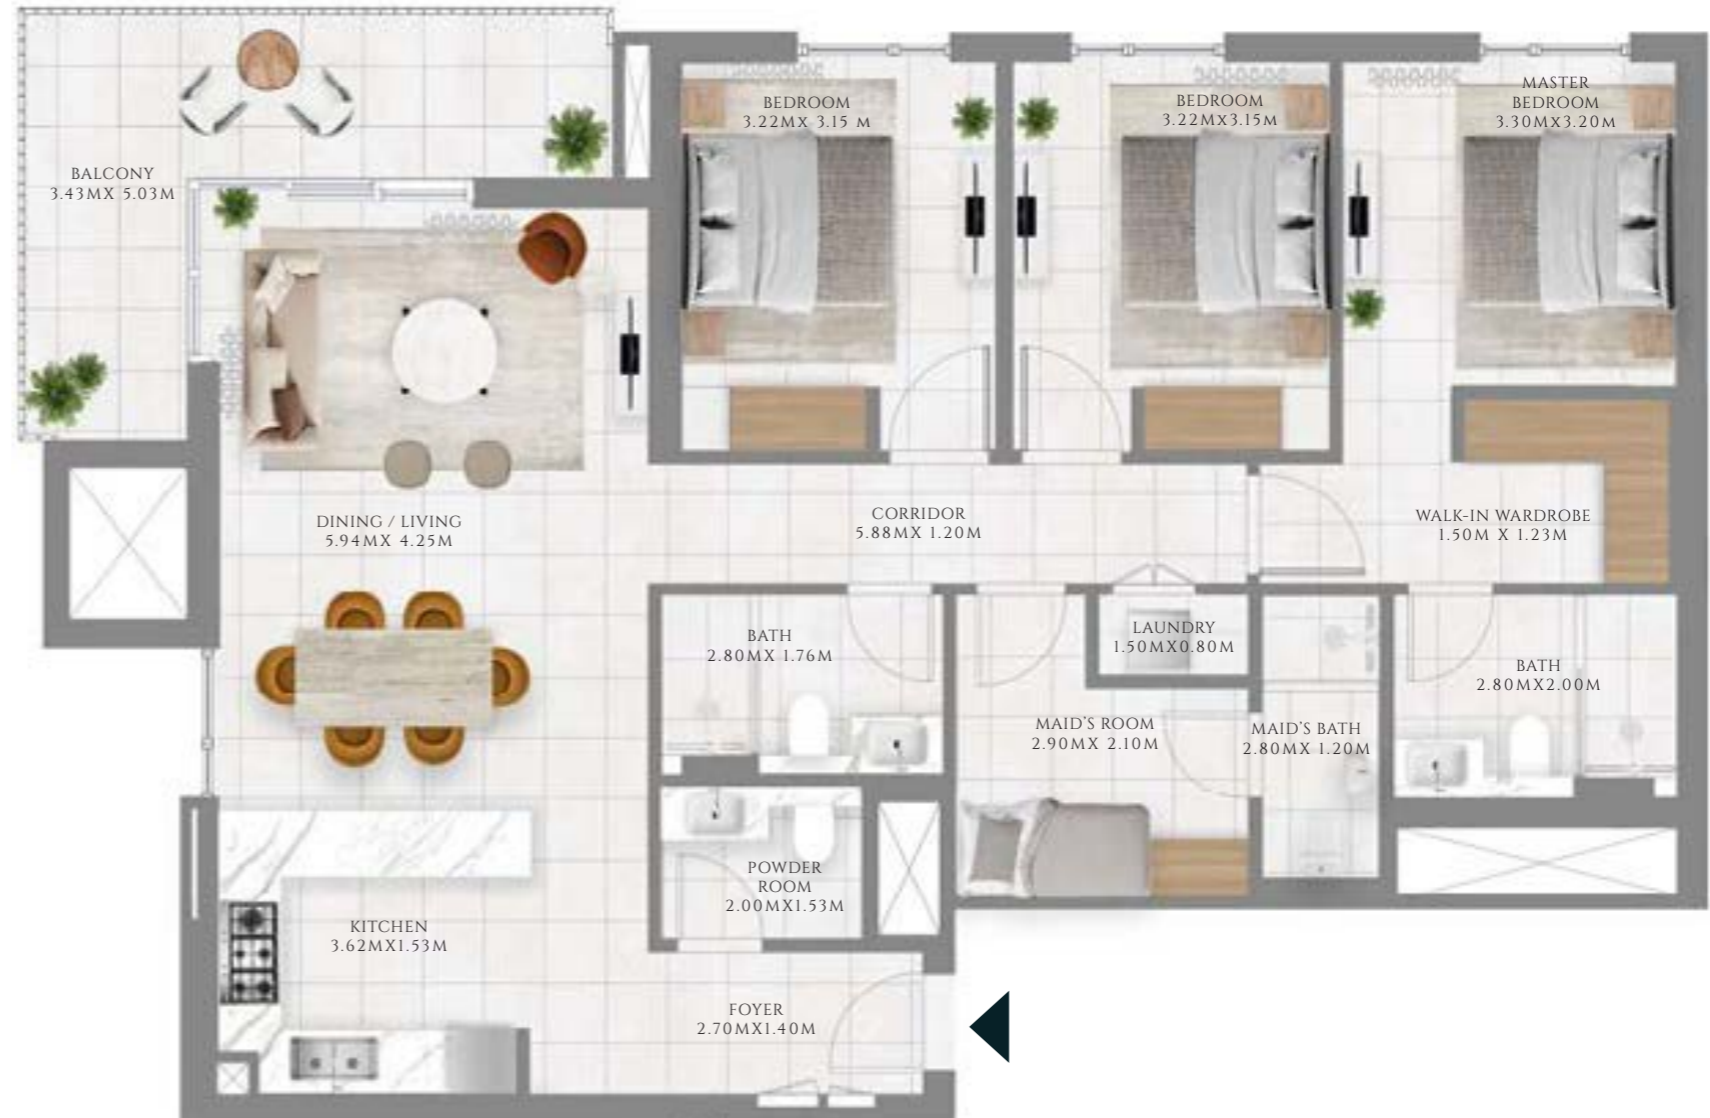 BEDROOM
3.22MX 3.15 M
BEDROOM
3.22MX3.15M
MASTER
BEDROOM
3.30MX3.20M
BALCONY
3.43MX 5.03M
DINING / LIVING
5.94MX 4.25M
CORRIDOR
5.88MX 1.20M
WALK-IN WARDROBE
1.50M X 1.23M
BATH
2.80MX 1.76M
LAUNDRY
1.50MX0.80M
BATH
2.80MX2.00M
MAID'S ROOM
2.90MX 2.10M
MAID'S BATH
2.80MX 1.20M
POWDER
ROOM
2.00MX1.53M
KITCHEN
3.62MX1.53M
FOYER
2.70MX1.40M